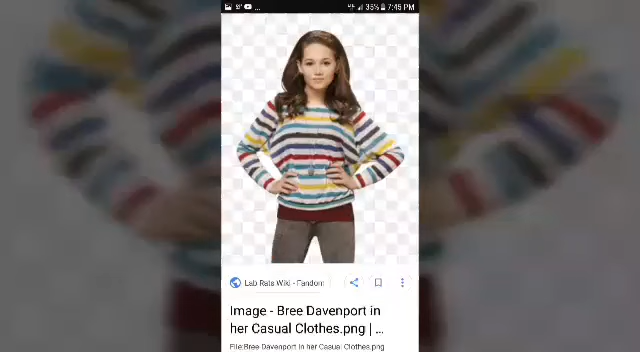 35% 7:45 PM
Lab Rats Wiki - Fandom
Image - Bree Davenport in
her Casual Clothes.png | ...
File:Bree Davenport in her Casual Clothes.png